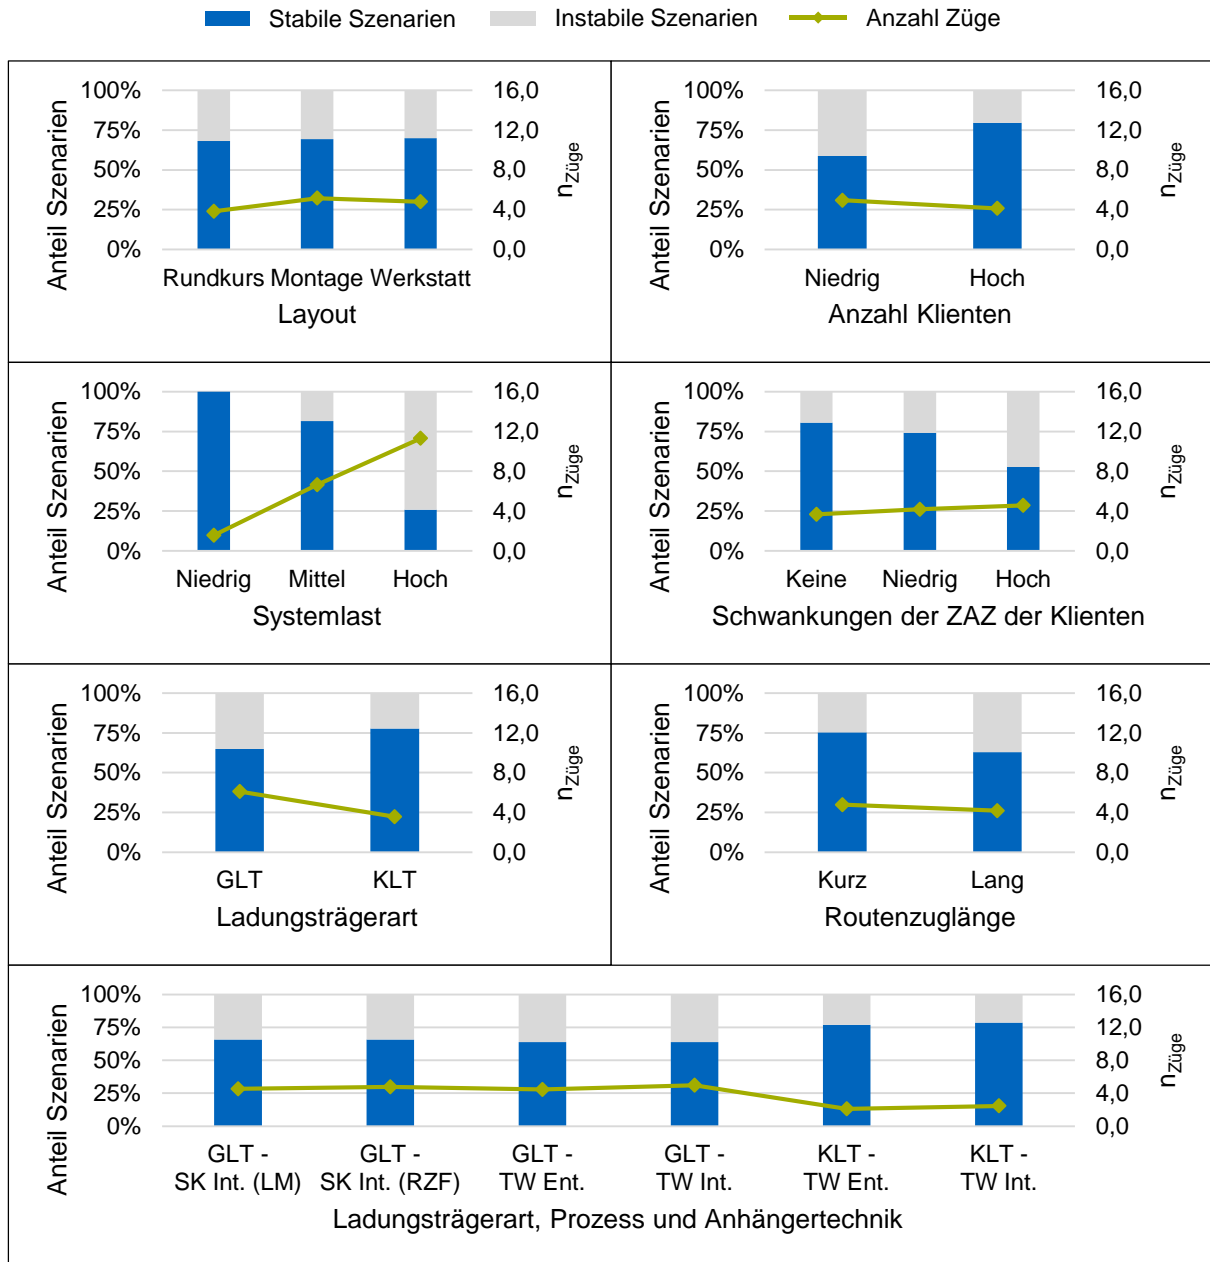 Stabile Szenarien Instabile Szenarien Anzahl Züge
Anteil Szenarien
100%
75%
50%
25%
0%
16,0
12,0
8,0
4,0
0,0
nZüge
Rundkurs Montage Werkstatt
Layout
Anteil Szenarien
100%
75%
50%
25%
0%
16,0
12,0
8,0
4,0
0,0
nZüge
Niedrig Hoch
Anzahl Klienten
Anteil Szenarien
100%
75%
50%
25%
0%
16,0
12,0
8,0
4,0
0,0
nZüge
Niedrig Mittel Hoch
Systemlast
Anteil Szenarien
100%
75%
50%
25%
0%
16,0
12,0
8,0
4,0
0,0
nZüge
Keine Niedrig Hoch
Schwankungen der ZAZ der Klienten
Anteil Szenarien
100%
75%
50%
25%
0%
16,0
12,0
8,0
4,0
0,0
nZüge
GLT KLT
Ladungsträgerart
Anteil Szenarien
100%
75%
50%
25%
0%
16,0
12,0
8,0
4,0
0,0
nZüge
Kurz Lang
Routenzuglänge
Anteil Szenarien
100%
75%
50%
25%
0%
16,0
12,0
8,0
4,0
0,0
nZüge
GLT - GLT - GLT - GLT - KLT - KLT -
SK Int. (LM) SK Int. (RZF) TW Ent. TW Int. TW Ent. TW Int.
Ladungsträgerart, Prozess und Anhängertechnik